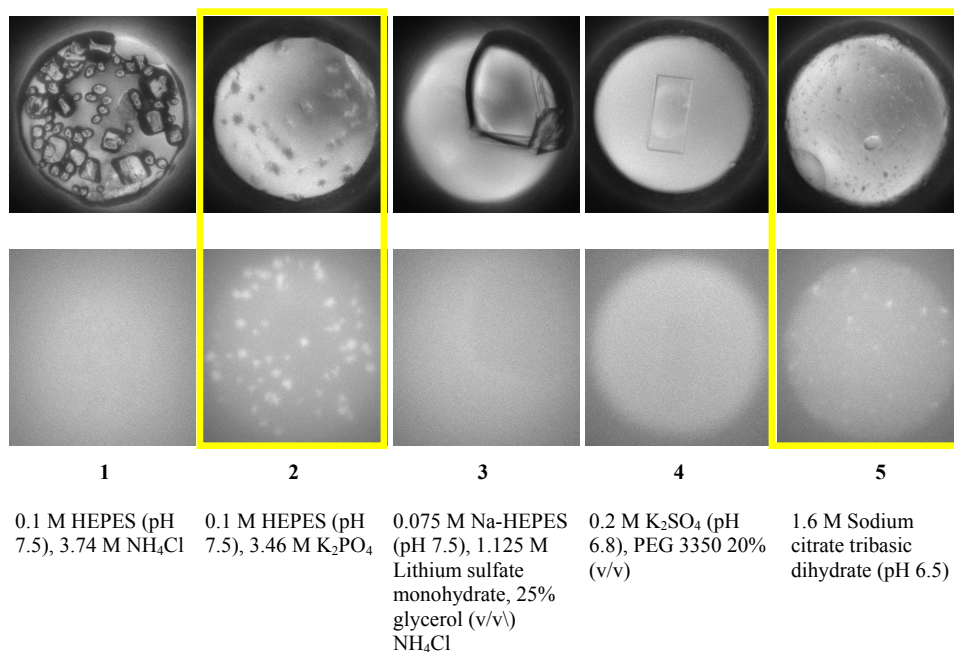 1 2 3 4 5
0.1 M HEPES (pH
7.5), 3.74 M NH₄Cl
0.1 M HEPES (pH
7.5), 3.46 M K₂PO₄
0.075 M Na-HEPES
(pH 7.5), 1.125 M
Lithium sulfate
monohydrate, 25%
glycerol (v/v\)
NH₄Cl
0.2 M K₂SO₄ (pH
6.8), PEG 3350 20%
(v/v)
1.6 M Sodium
citrate tribasic
dihydrate (pH 6.5)